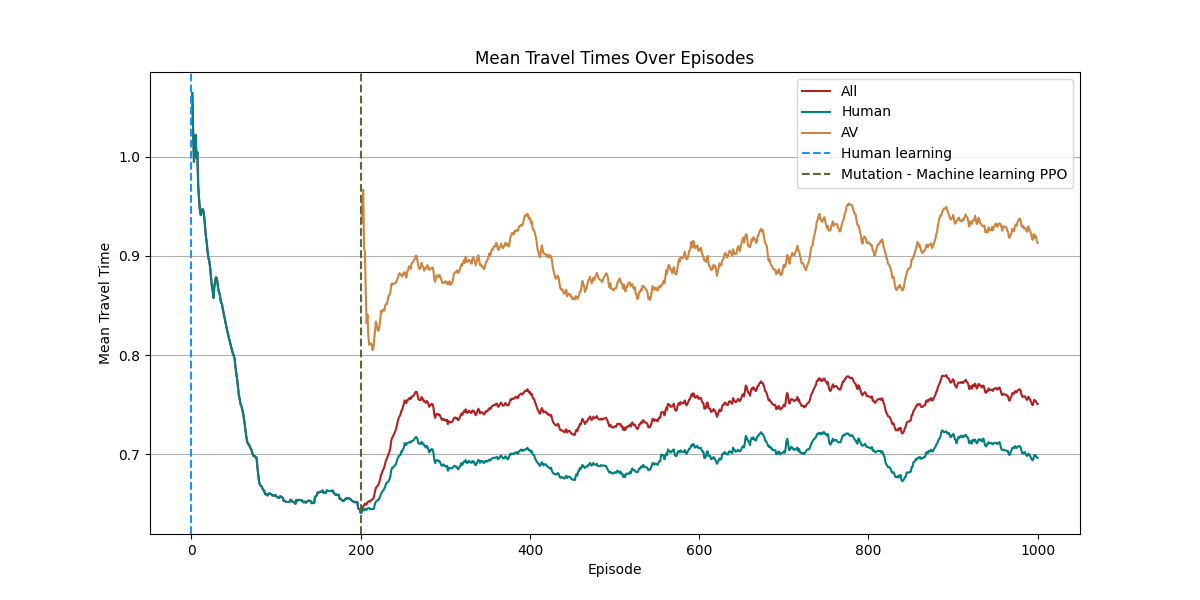 Mean Travel Times Over Episodes
All
Human
AV
Human learning
Mutation - Machine learning PPO
Mean Travel Time
1.0
0.9
0.8
0.7
0
200
400
600
800
1000
Episode